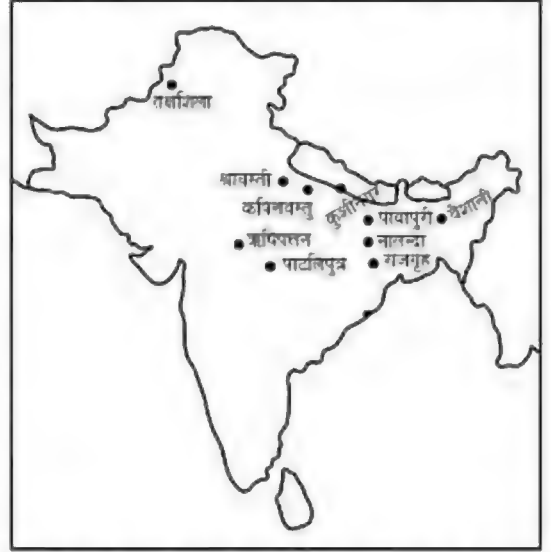 तक्षशिला
श्रावस्ती
कपिलवस्तु
कुशीनगर
पावापुरी
वैशाली
ऋषिपत्तन
नालन्दा
पाटलिपुत्र
राजगृह